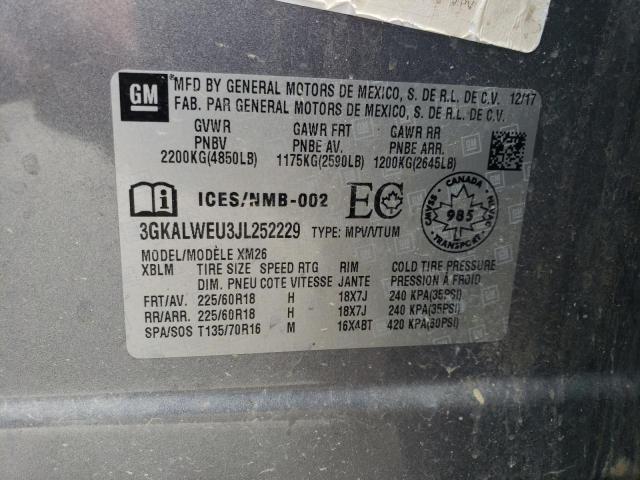 GM
MFD BY GENERAL MOTORS DE MEXICO, S. DE R.L. DE C.V. 12/17
FAB. PAR GENERAL MOTORS DE MEXICO, S. DE R.L. DE C.V.
GVWR GAWR FRT GAWR RR
PNBV PNBE AV. PNBE ARR.
2200KG(4850LB) 1175KG(2590LB) 1200KG(2645LB)
ICES/NMB-002 EC
CANADA
CMVSS NSVAC
985
TRANSPORT
3GKALWEU3JL252229 TYPE: MPV/VTUM
MODEL/MODÈLE XM26
XBLM TIRE SIZE SPEED RTG RIM COLD TIRE PRESSURE
DIM. PNEU COTE VITESSE JANTE PRESSION À FROID
FRT/AV. 225/60R18 H 18X7J 240 KPA(35PSI)
RR/ARR. 225/60R18 H 18X7J 240 KPA(35PSI)
SPA/SOS T135/70R16 M 16X4BT 420 KPA(60PSI)